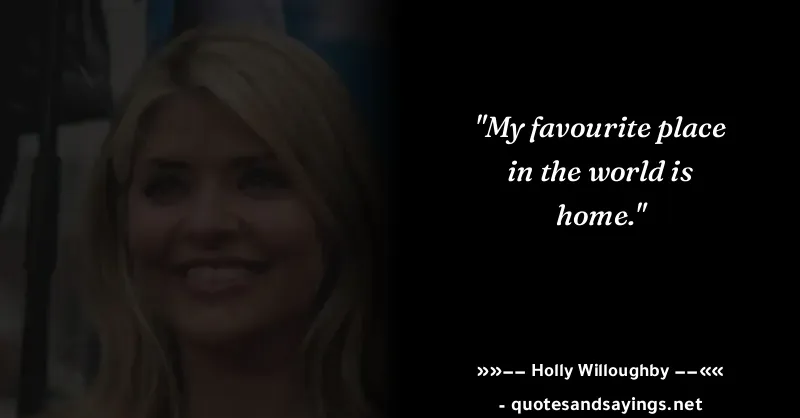 "My favourite place
in the world is
home."
»»–– Holly Willoughby ––««
- quotesandsayings.net